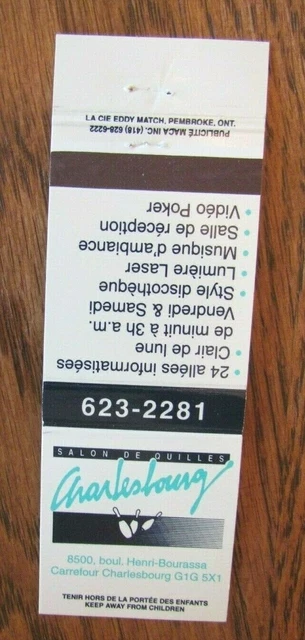 LA CIE EDDY MATCH, PEMBROKE, ONT.
PUBLICITÉ MACA INC. (418) 628-6222
• 24 allées informatisées
• Clair de lune
de minuit à 3h a.m.
Vendredi & Samedi
• Style discothèque
• Lumière Laser
• Musique d'ambiance
• Salle de réception
• Vidéo Poker
623-2281
SALON DE QUILLES
Charlesbourg
8500, boul. Henri-Bourassa
Carrefour Charlesbourg G1G 5X1
TENIR HORS DE LA PORTÉE DES ENFANTS
KEEP AWAY FROM CHILDREN